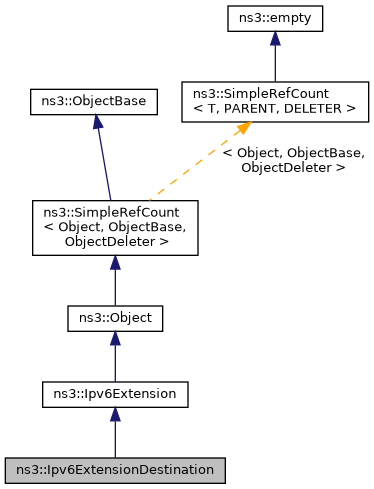 ns3::empty
ns3::SimpleRefCount
< T, PARENT, DELETER >
ns3::ObjectBase
< Object, ObjectBase,
ObjectDeleter >
ns3::SimpleRefCount
< Object, ObjectBase,
ObjectDeleter >
ns3::Object
ns3::Ipv6Extension
ns3::Ipv6ExtensionDestination